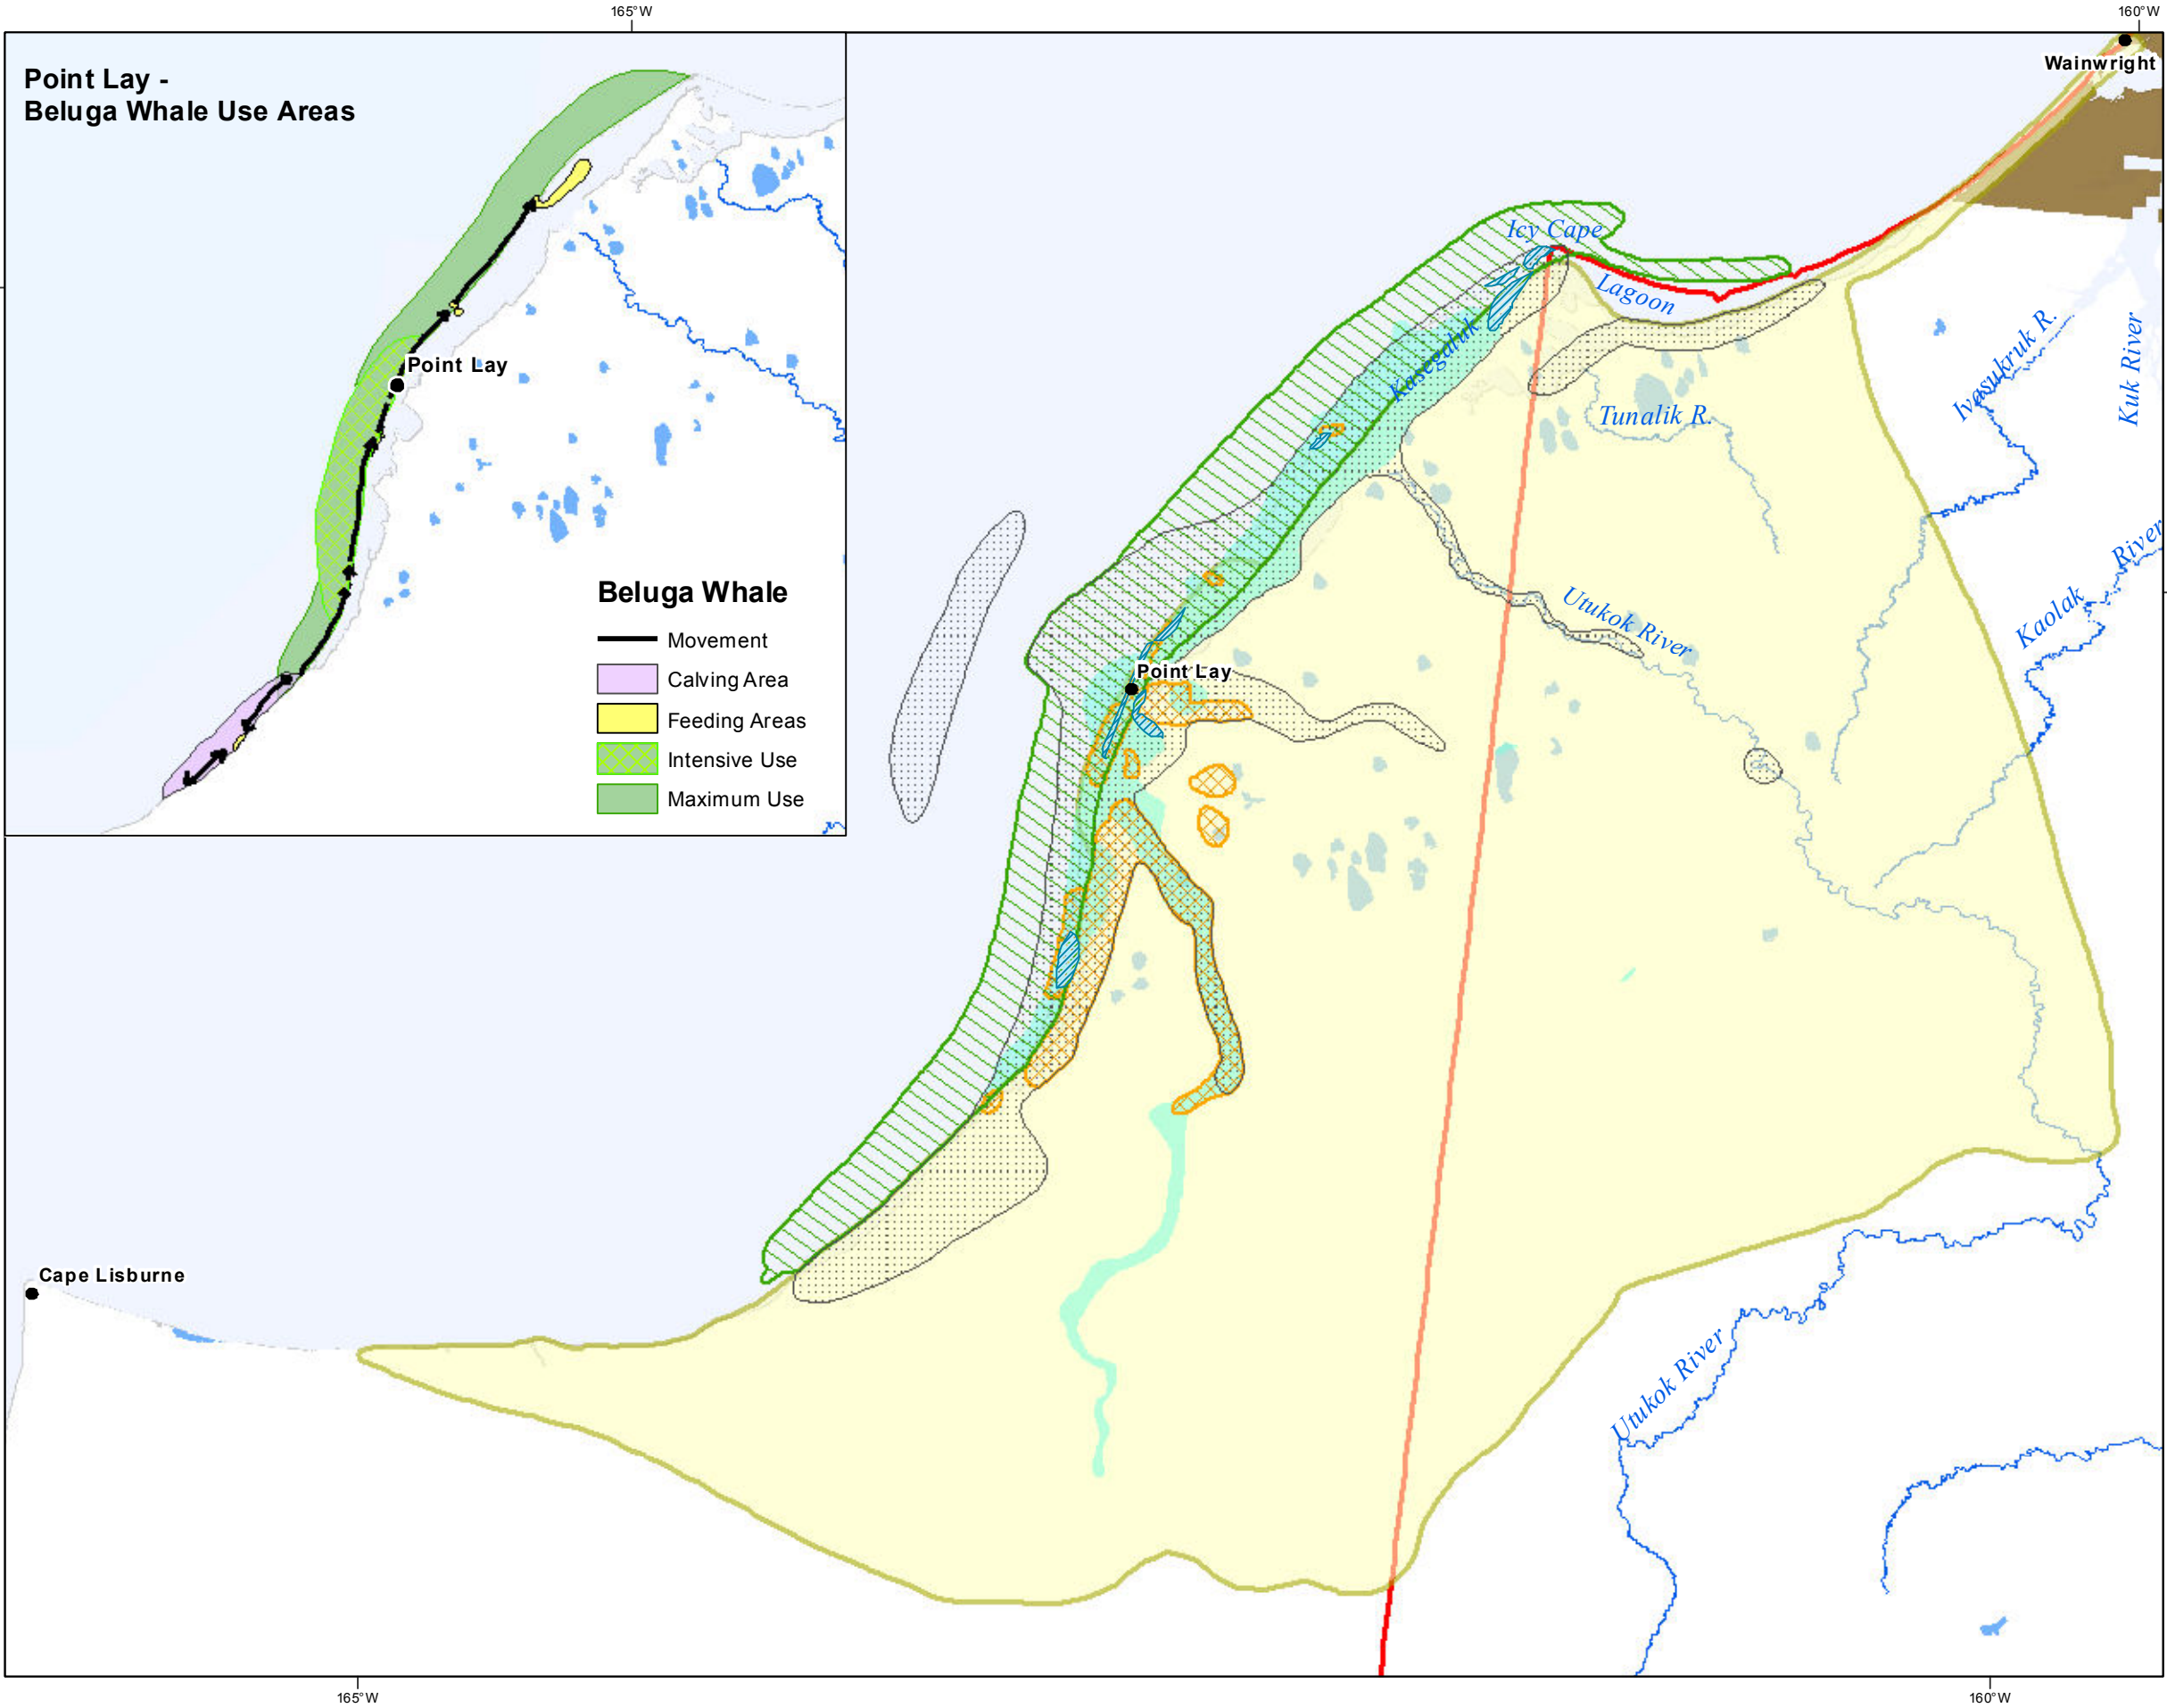 165°W
160°W
Point Lay -
Beluga Whale Use Areas
Wainwright
Icy Cape
Lagoon
Kasegaluk
Ivasukruk R.
Kuk River
Point Lay
Tunalik R.
Kaolak River
Utukok River
Beluga Whale
Movement
Calving Area
Feeding Areas
Intensive Use
Maximum Use
Point Lay
Cape Lisburne
Utukok River
165°W
160°W